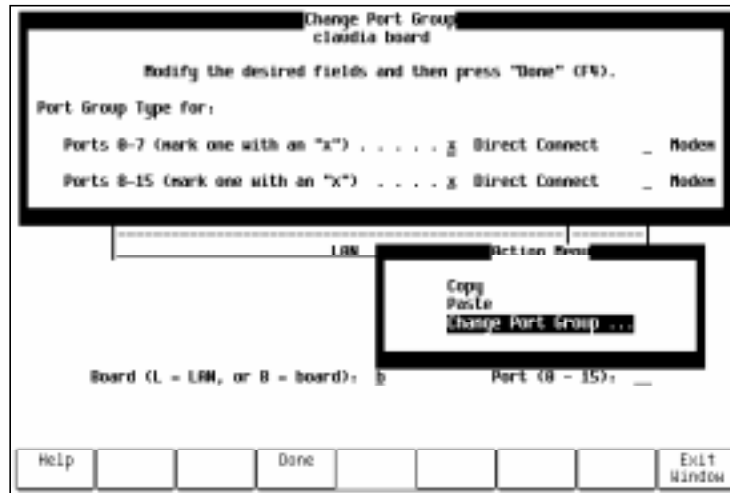 Change Port Group
claudia board
Modify the desired fields and then press "Done" (F4).
Port Group Type for:
Ports 0-7 (mark one with an "x") . . . . . x Direct Connect _ Modem
Ports 8-15 (mark one with an "x") . . . . x Direct Connect _ Modem
LAN
Action Menu
Copy
Paste
Change Port Group ...
Board (L = LAN, or B = board): b Port (0 - 15): __
Help Done Exit Window